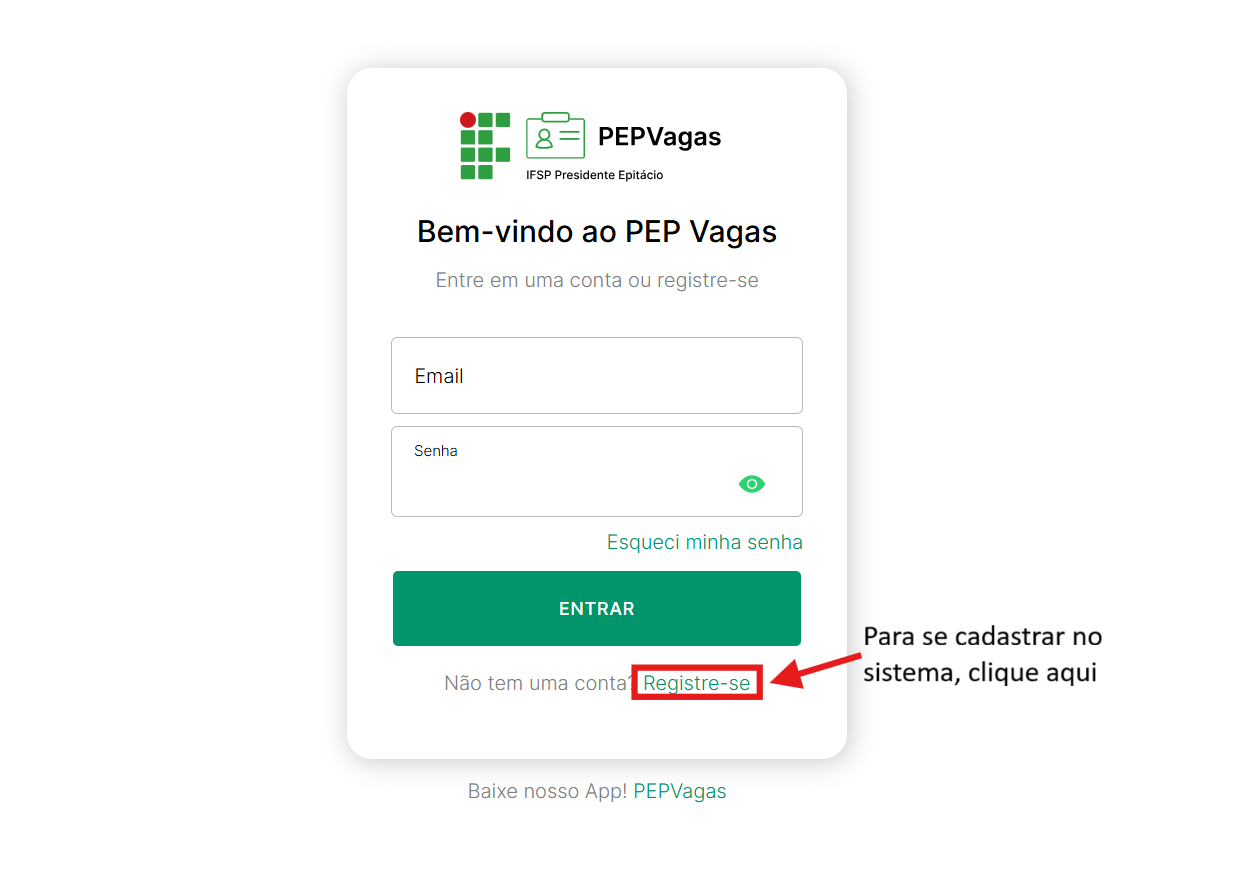 PEPVagas
IFSP Presidente Epitácio
Bem-vindo ao PEP Vagas
Entre em uma conta ou registre-se
Email
Senha
Esqueci minha senha
ENTRAR
Não tem uma conta? Registre-se
Para se cadastrar no
sistema, clique aqui
Baixe nosso App! PEPVagas